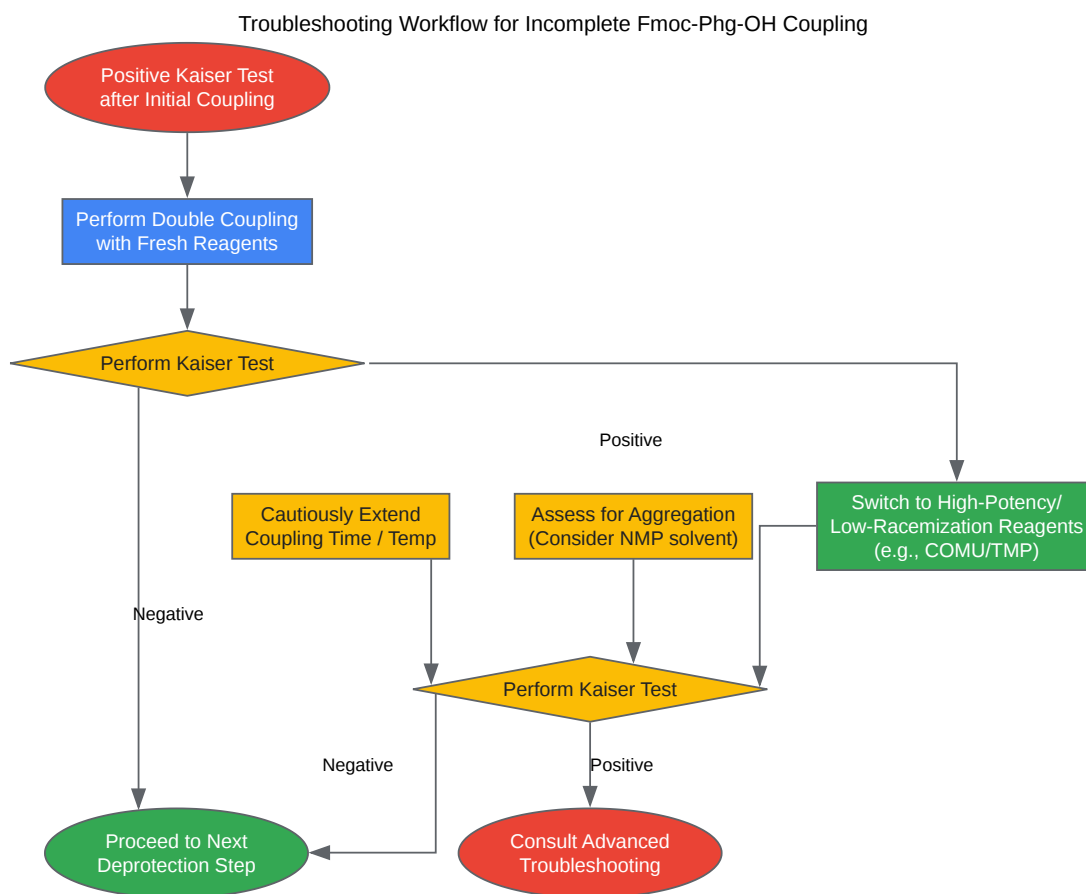 Troubleshooting Workflow for Incomplete Fmoc-Phg-OH Coupling
Positive Kaiser Test
after Initial Coupling
Perform Double Coupling
with Fresh Reagents
Perform Kaiser Test
Positive
Cautiously Extend
Coupling Time / Temp
Assess for Aggregation
(Consider NMP solvent)
Switch to High-Potency/
Low-Racemization Reagents
(e.g., COMU/TMP)
Negative
Perform Kaiser Test
Negative
Positive
Proceed to Next
Deprotection Step
Consult Advanced
Troubleshooting